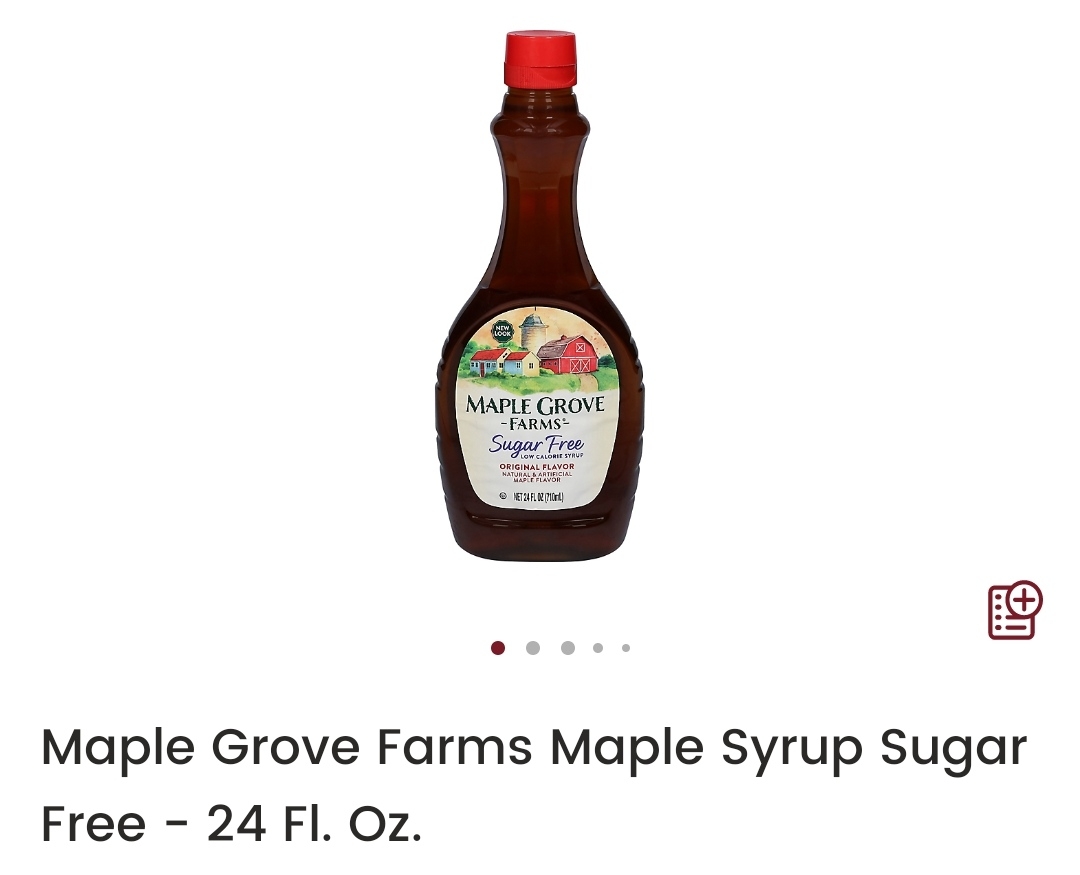 NEW
LOOK
MAPLE GROVE
-FARMS®-
Sugar Free
LOW CALORIE SYRUP
ORIGINAL FLAVOR
NATURAL & ARTIFICIAL
MAPLE FLAVOR
NET 24 FL OZ (710mL)
Maple Grove Farms Maple Syrup Sugar
Free - 24 Fl. Oz.